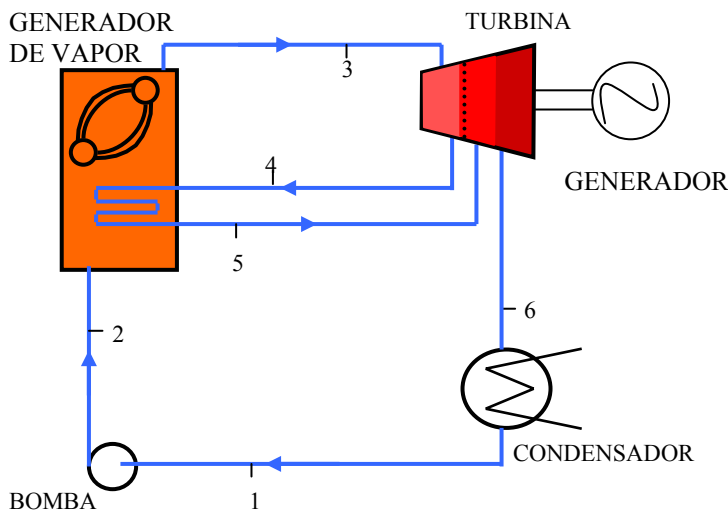 GENERADOR
DE VAPOR
TURBINA
3
4
GENERADOR
5
6
2
CONDENSADOR
BOMBA
1